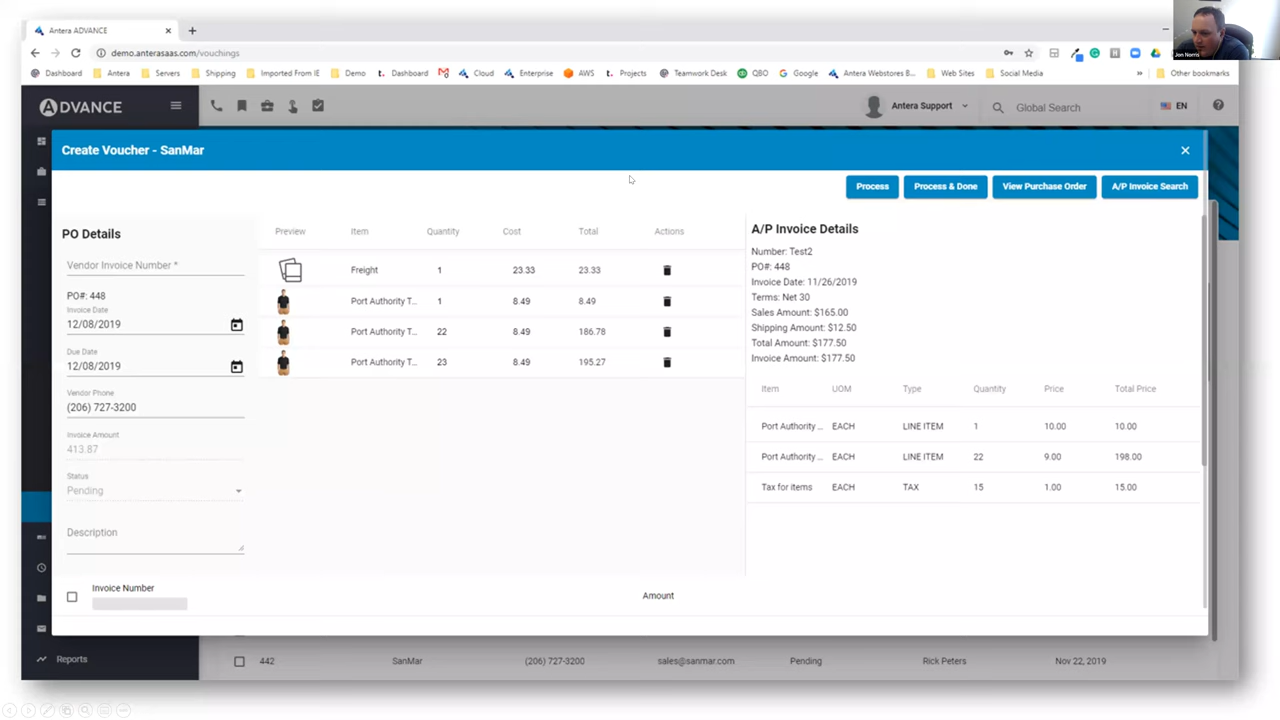 Antera ADVANCE
demo.anterasaas.com/vouchings
Jon Norris
Dashboard Antera Servers Shipping Imported From IE Demo Dashboard Cloud Enterprise AWS Projects Teamwork Desk QBO Google Antera Webstores B... Web Sites Social Media » Other bookmarks
ADVANCE Antera Support Global Search EN
Create Voucher - SanMar
Process Process & Done View Purchase Order A/P Invoice Search
PO Details
Vendor Invoice Number *
PO#: 448
Invoice Date
12/08/2019
Due Date
12/08/2019
Vendor Phone
(206) 727-3200
Invoice Amount
413.87
Status
Pending
Description
Preview Item Quantity Cost Total Actions
Freight 1 23.33 23.33
Port Authority T... 1 8.49 8.49
Port Authority T... 22 8.49 186.78
Port Authority T... 23 8.49 195.27
A/P Invoice Details
Number: Test2
PO#: 448
Invoice Date: 11/26/2019
Terms: Net 30
Sales Amount: $165.00
Shipping Amount: $12.50
Total Amount: $177.50
Invoice Amount: $177.50
Item UOM Type Quantity Price Total Price
Port Authority ... EACH LINE ITEM 1 10.00 10.00
Port Authority ... EACH LINE ITEM 22 9.00 198.00
Tax for items EACH TAX 15 1.00 15.00
Invoice Number Amount
Reports 442 SanMar (206) 727-3200 sales@sanmar.com Pending Rick Peters Nov 22, 2019